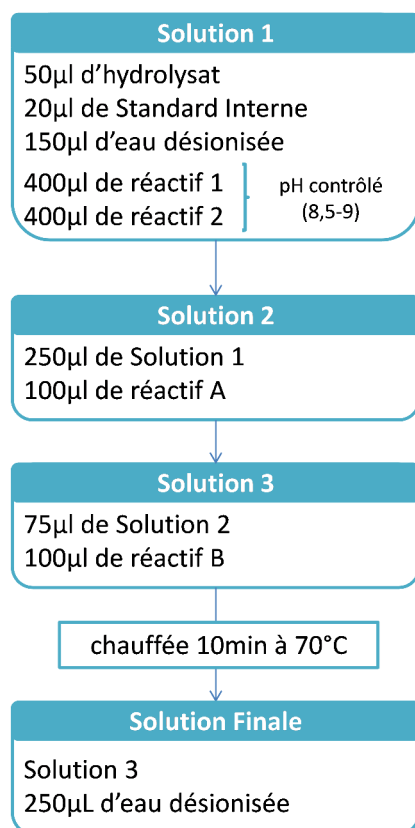 Solution 1
50µl d’hydrolysat
20µl de Standard Interne
150µl d’eau désionisée
400µl de réactif 1
400µl de réactif 2
pH contrôlé
(8,5-9)
Solution 2
250µl de Solution 1
100µl de réactif A
Solution 3
75µl de Solution 2
100µl de réactif B
chauffée 10min à 70°C
Solution Finale
Solution 3
250µL d’eau désionisée